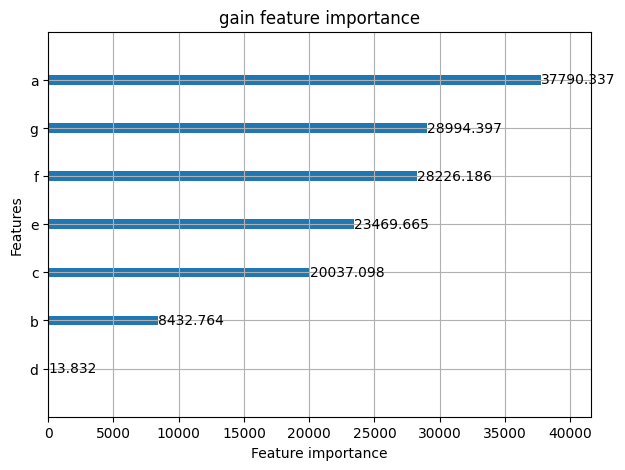 gain feature importance
a 37790.337
g 28994.397
f 28226.186
e 23469.665
c 20037.098
b 8432.764
d 13.832
Features
0 5000 10000 15000 20000 25000 30000 35000 40000
Feature importance